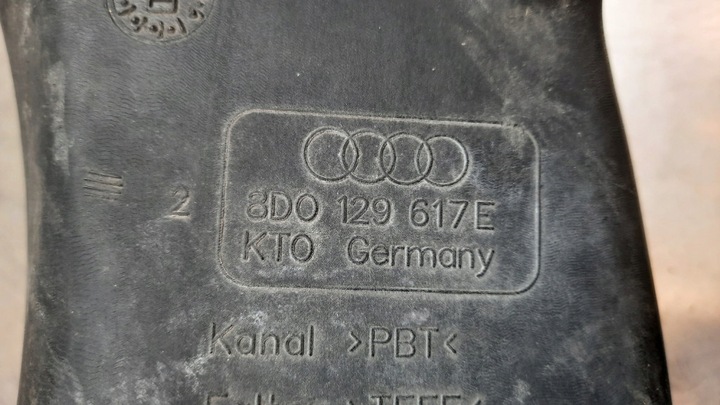 2
8D0 129 617E
KTO Germany
Kanal >PBT<